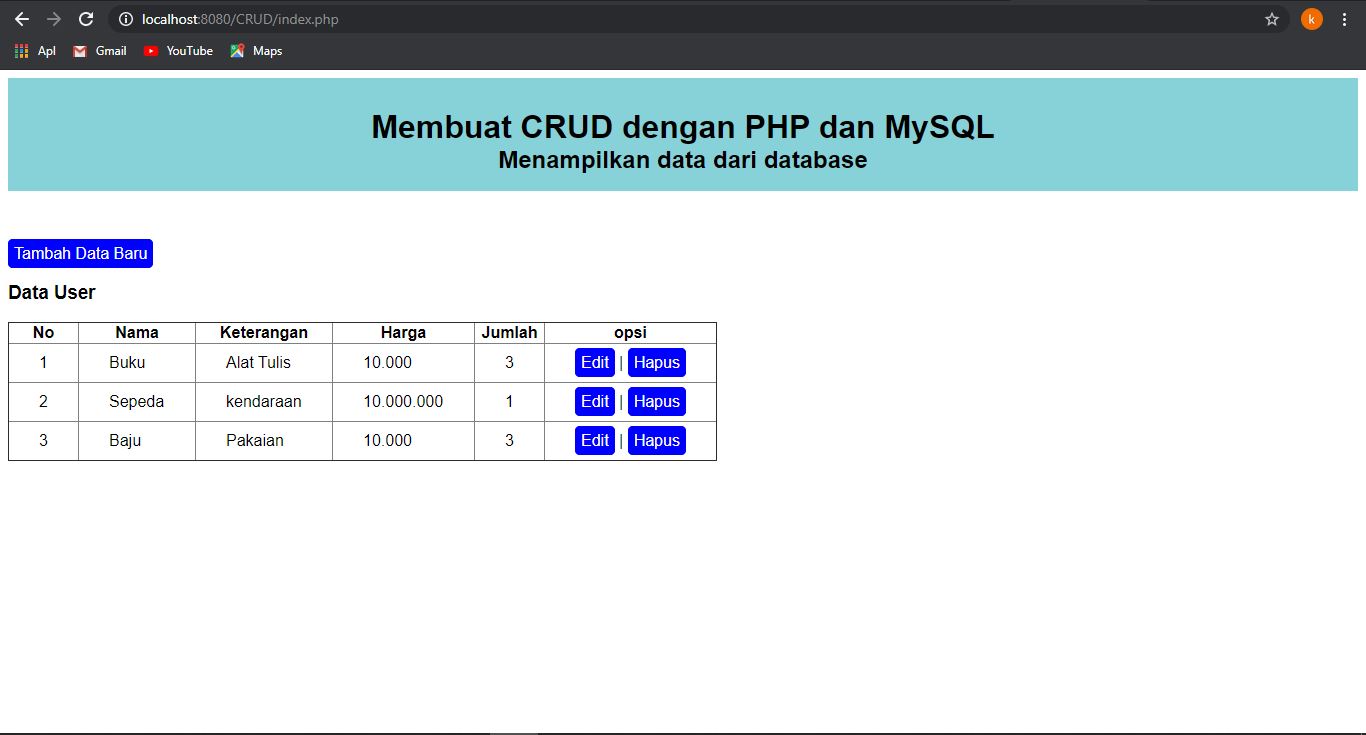 localhost:8080/CRUD/index.php k
Apl Gmail YouTube Maps
Membuat CRUD dengan PHP dan MySQL
Menampilkan data dari database
Tambah Data Baru
Data User
No Nama Keterangan Harga Jumlah opsi
1 Buku Alat Tulis 10.000 3 Edit | Hapus
2 Sepeda kendaraan 10.000.000 1 Edit | Hapus
3 Baju Pakaian 10.000 3 Edit | Hapus